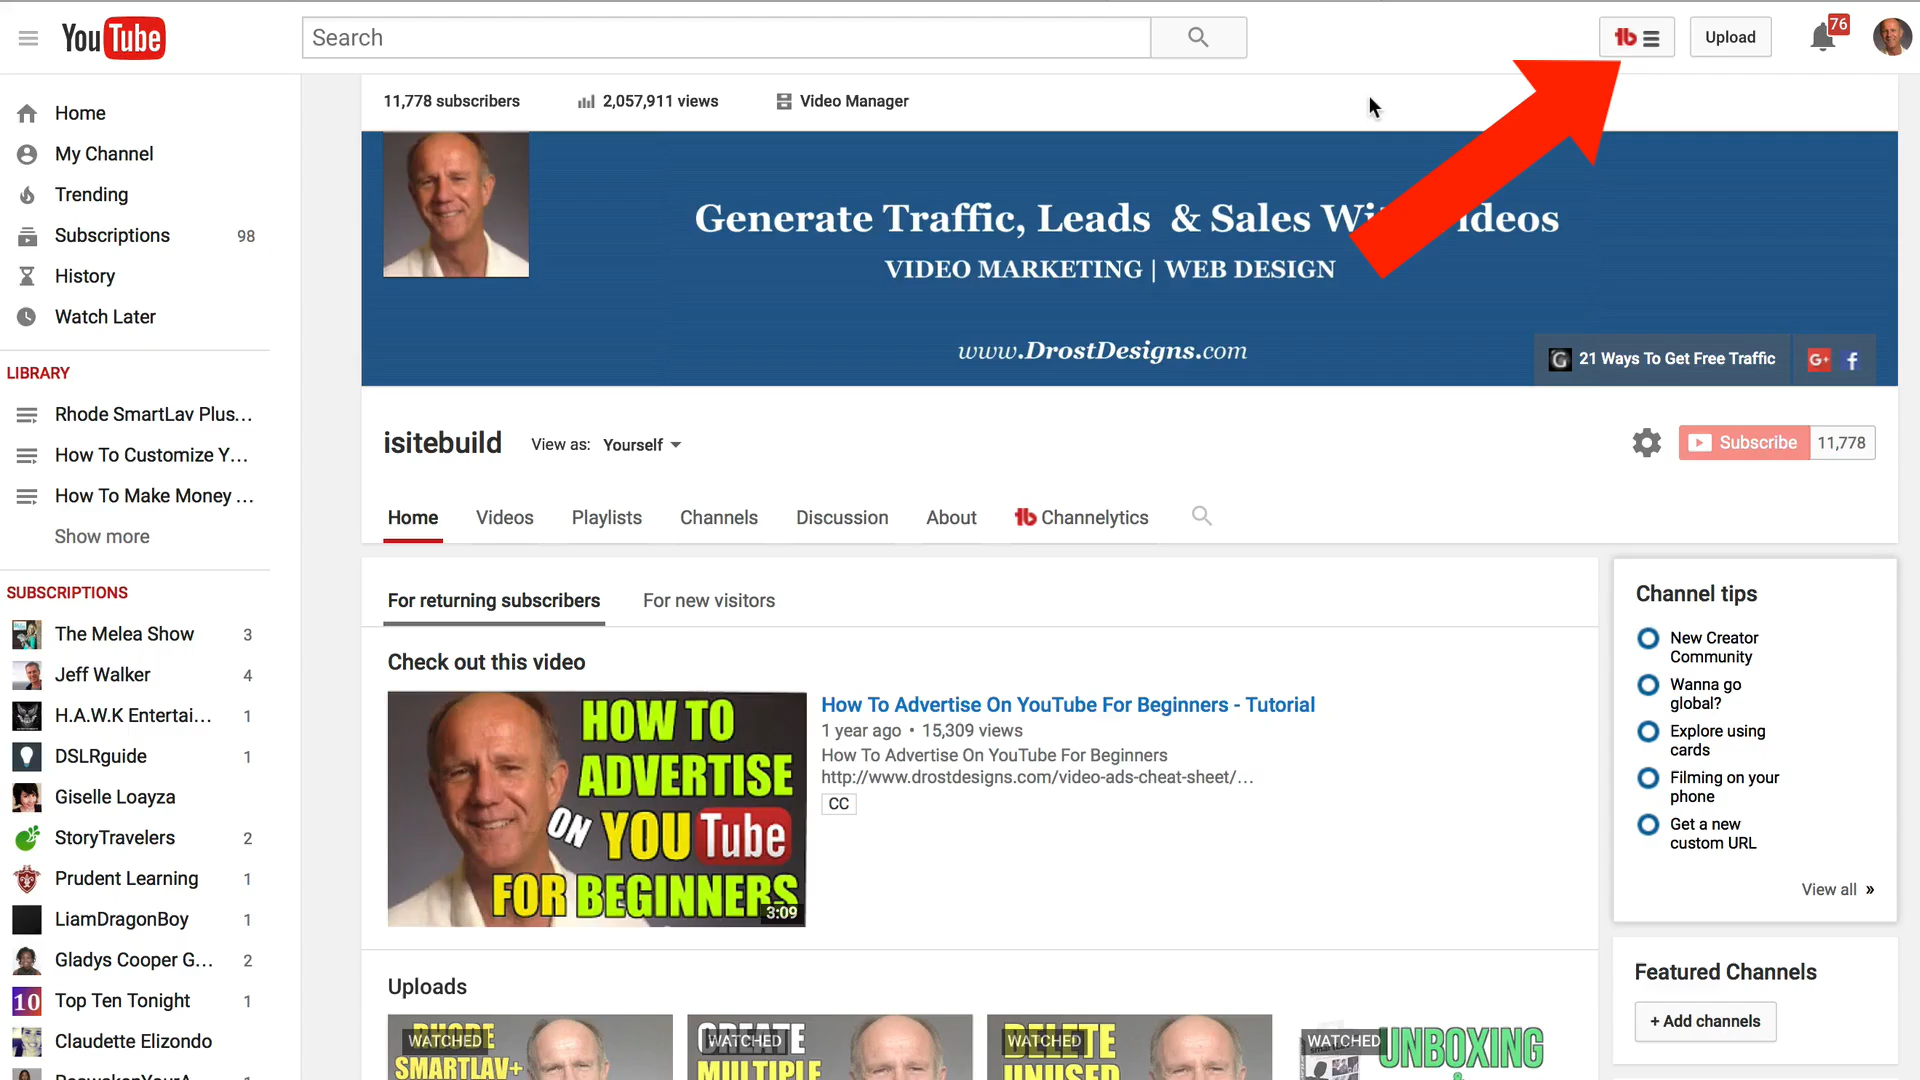 YouTube
Search
Upload
76
11,778 subscribers
2,057,911 views
Video Manager
Home
My Channel
Trending
Subscriptions 98
History
Watch Later
LIBRARY
Rhode SmartLav Plus...
How To Customize Y...
How To Make Money ...
Show more
SUBSCRIPTIONS
The Melea Show 3
Jeff Walker 4
H.A.W.K Entertai... 1
DSLRguide 1
Giselle Loayza
StoryTravelers 2
Prudent Learning 1
LiamDragonBoy 1
Gladys Cooper G... 2
10 Top Ten Tonight 1
Claudette Elizondo
Generate Traffic, Leads & Sales
VIDEO MARKETING | WEB DESIGN
www.DrostDesigns.com
21 Ways To Get Free Traffic
G+ f
isitebuild
View as: Yourself
Subscribe 11,778
Home
Videos
Playlists
Channels
Discussion
About
tb Channelytics
For returning subscribers
For new visitors
Check out this video
HOW TO
ADVERTISE
ON YOUTube
FOR BEGINNERS
3:09
How To Advertise On YouTube For Beginners - Tutorial
1 year ago • 15,309 views
How To Advertise On YouTube For Beginners
http://www.drostdesigns.com/video-ads-cheat-sheet/...
CC
Uploads
WATCHED
SMARTLAV+
WATCHED
CREATE
MULTIPLE
WATCHED
DELETE
UNUSED
WATCHED
UNBOXING
&
Channel tips
New Creator
Community
Wanna go
global?
Explore using
cards
Filming on your
phone
Get a new
custom URL
View all »
Featured Channels
+ Add channels